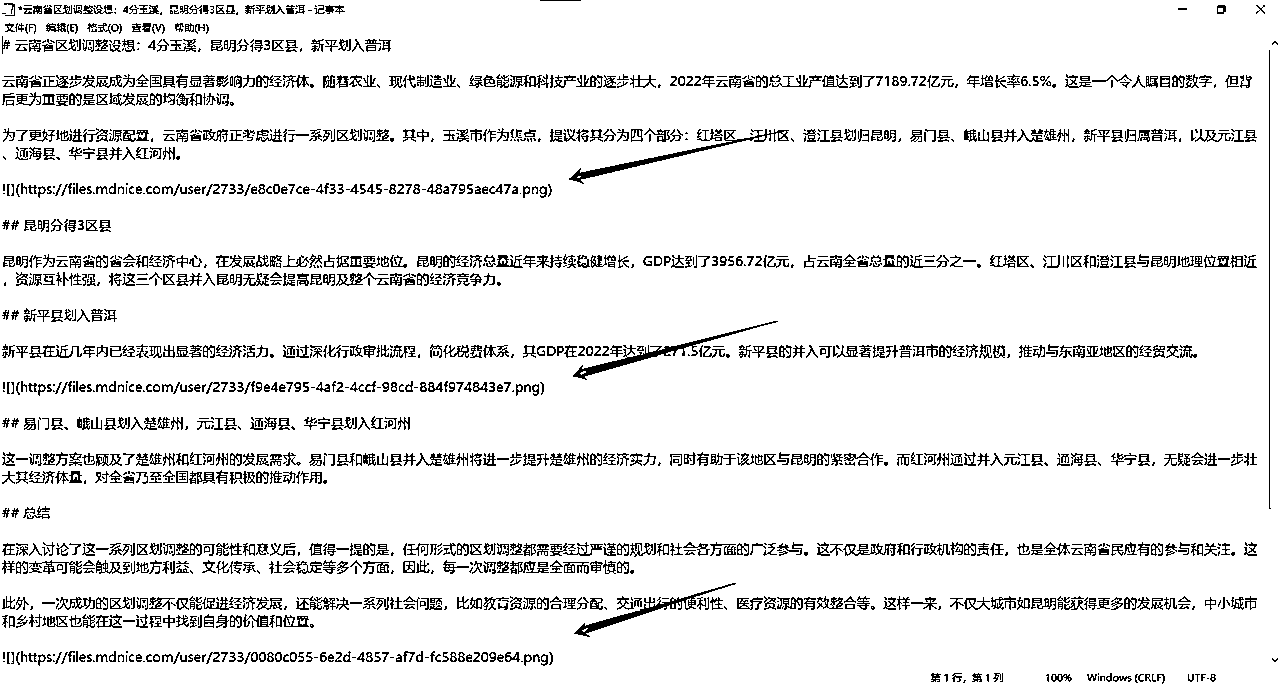 *云南省区划调整设想：4分玉溪，昆明分得3区县，新平划入普洱 - 记事本
文件(F) 编辑(E) 格式(O) 查看(V) 帮助(H)
# 云南省区划调整设想：4分玉溪，昆明分得3区县，新平划入普洱
云南省正逐步发展成为全国具有显著影响力的经济体。随着农业、现代制造业、绿色能源和科技产业的逐步壮大，2022年云南省的总工业产值达到了7189.72亿元，年增长率6.5%。这是一个令人瞩目的数字，但背
后更为重要的是区域发展的均衡和协调。
为了更好地进行资源配置，云南省政府正考虑进行一系列区划调整。其中，玉溪市作为焦点，提议将其分为四个部分：红塔区、江川区、澄江县划归昆明，易门县、峨山县并入楚雄州，新平县归属普洱，以及元江县
、通海县、华宁县并入红河州。
![](https://files.mdnice.com/user/2733/e8c0e7ce-4f33-4545-8278-48a795aec47a.png)
## 昆明分得3区县
昆明作为云南省的省会和经济中心，在发展战略上必然占据重要地位。昆明的经济总量近年来持续稳健增长，GDP达到了3956.72亿元，占云南全省总量的近三分之一。红塔区、江川区和澄江县与昆明地理位置相近
，资源互补性强，将这三个区县并入昆明无疑会提高昆明及整个云南省的经济竞争力。
## 新平县划入普洱
新平县在近几年内已经表现出显著的经济活力。通过深化行政审批流程，简化税费体系，其GDP在2022年达到了271.5亿元。新平县的并入可以显著提升普洱市的经济规模，推动与东南亚地区的经贸交流。
![](https://files.mdnice.com/user/2733/f9e4e795-4af2-4ccf-98cd-884f974843e7.png)
## 易门县、峨山县划入楚雄州，元江县、通海县、华宁县划入红河州
这一调整方案也顾及了楚雄州和红河州的发展需求。易门县和峨山县并入楚雄州将进一步提升楚雄州的经济实力，同时有助于该地区与昆明的紧密合作。而红河州通过并入元江县、通海县、华宁县，无疑会进一步壮
大其经济体量，对全省乃至全国都具有积极的推动作用。
## 总结
在深入讨论了这一系列区划调整的可能性和意义后，值得一提的是，任何形式的区划调整都需要经过严谨的规划和社会各方面的广泛参与。这不仅是政府和行政机构的责任，也是全体云南省民应有的参与和关注。这
样的变革可能会触及到地方利益、文化传承、社会稳定等多个方面，因此，每一次调整都应是全面而审慎的。
此外，一次成功的区划调整不仅能促进经济发展，还能解决一系列社会问题，比如教育资源的合理分配、交通出行的便利性、医疗资源的有效整合等。这样一来，不仅大城市如昆明能获得更多的发展机会，中小城市
和乡村地区也能在这一过程中找到自身的价值和位置。
![](https://files.mdnice.com/user/2733/0080c055-6e2d-4857-af7d-fc588e209e64.png)
第 1 行，第 1 列 100% Windows (CRLF) UTF-8